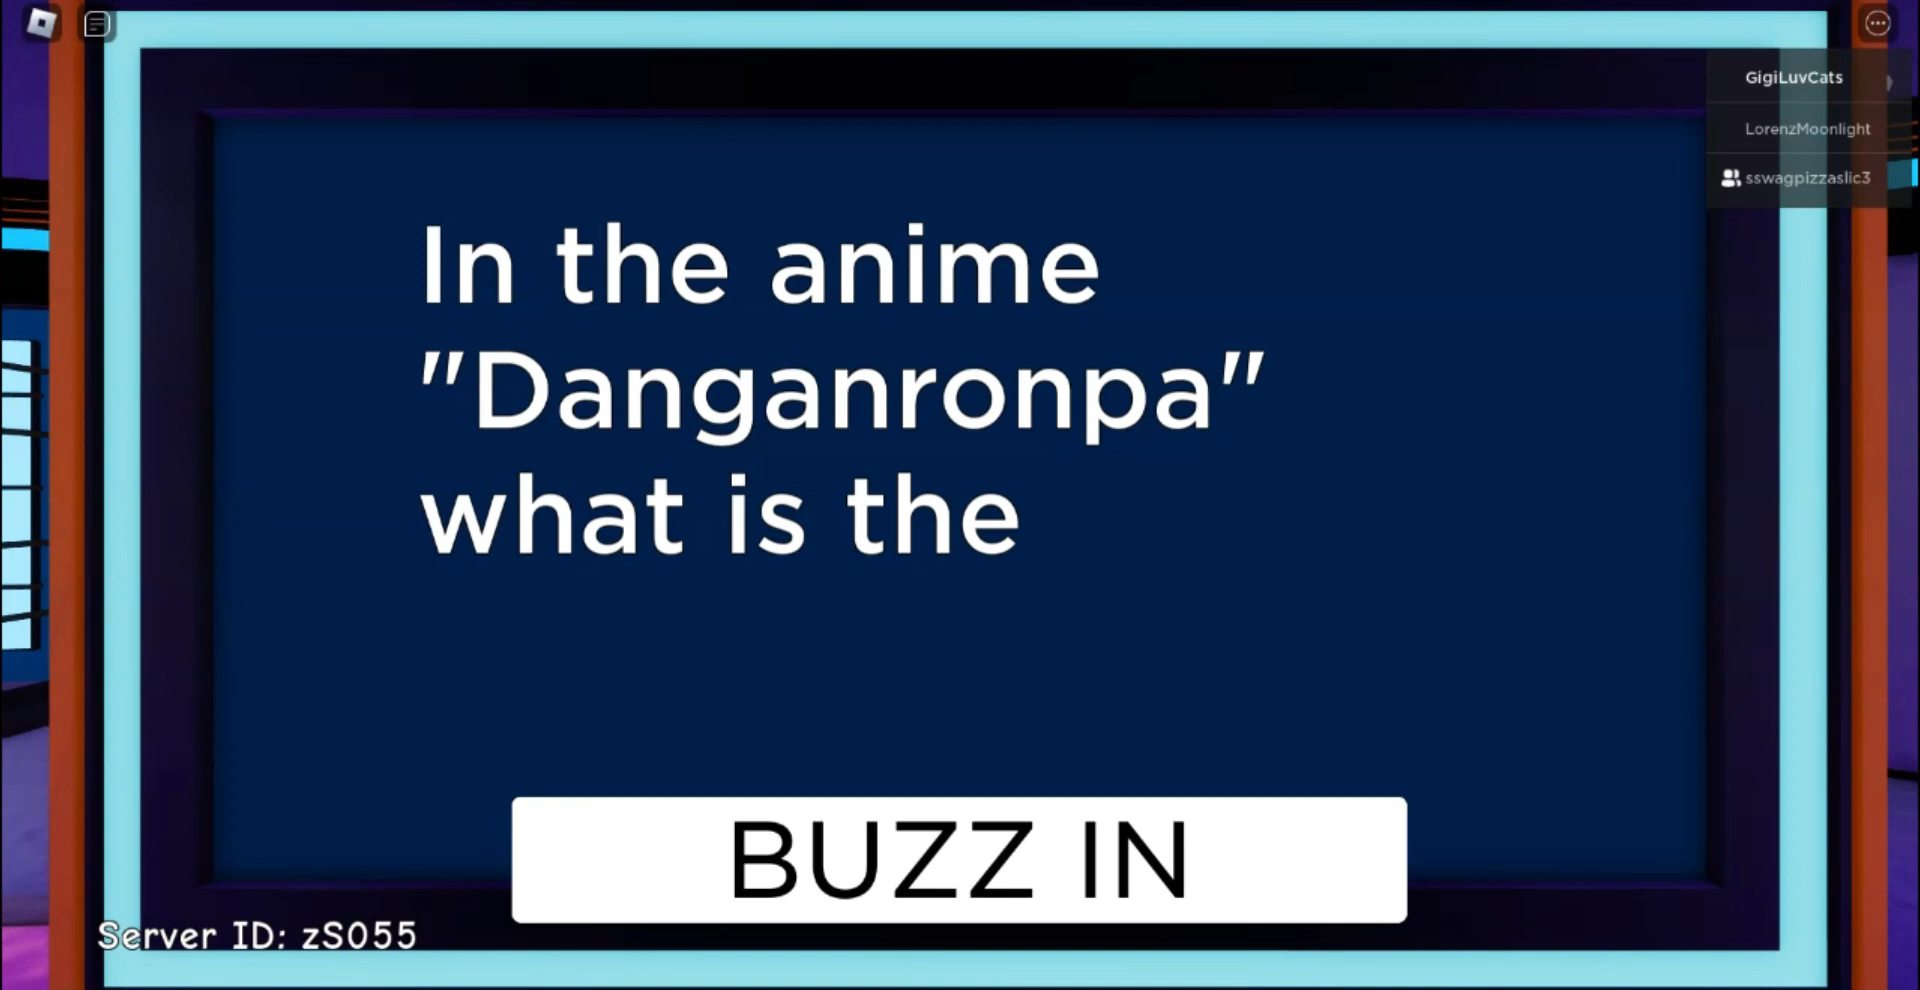 GigiLuvCats
LorenzMoonlight
sswagpizzaslic3
In the anime
"Danganronpa"
what is the
BUZZ IN
Server ID: zS055